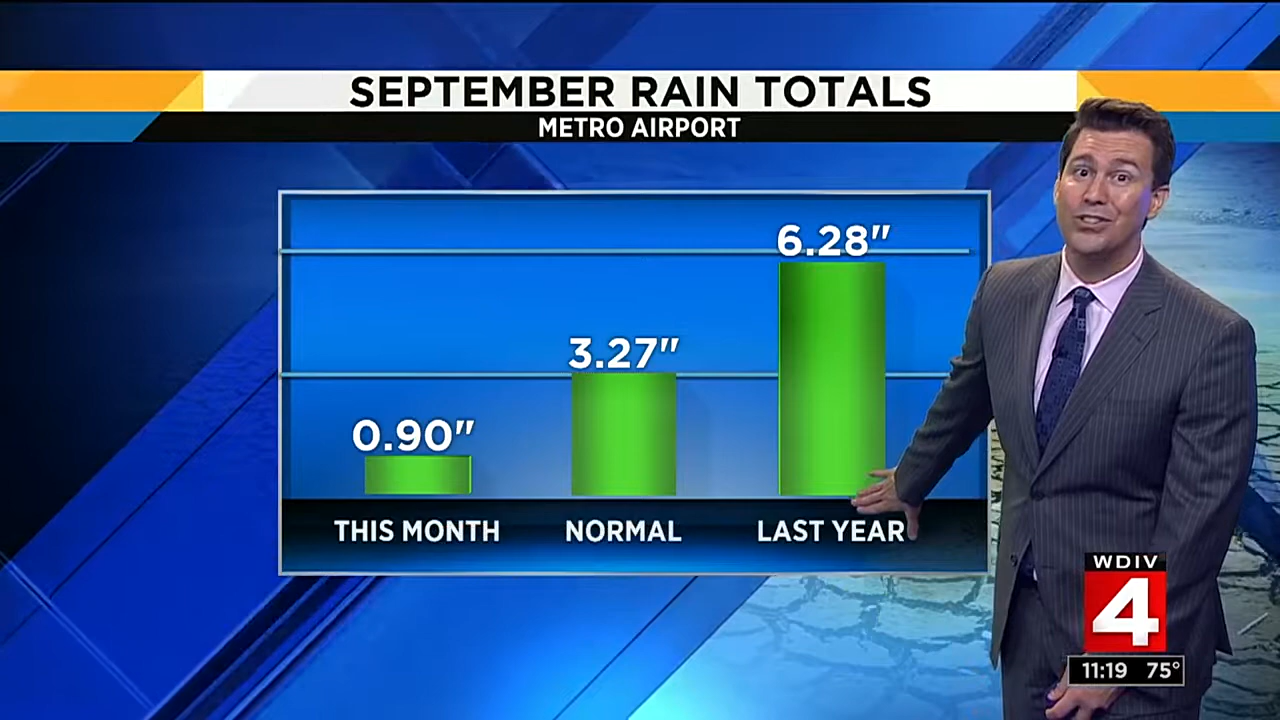 SEPTEMBER RAIN TOTALS
METRO AIRPORT
6.28"
3.27"
0.90"
THIS MONTH NORMAL LAST YEAR
WDIV
4
11:19 75°